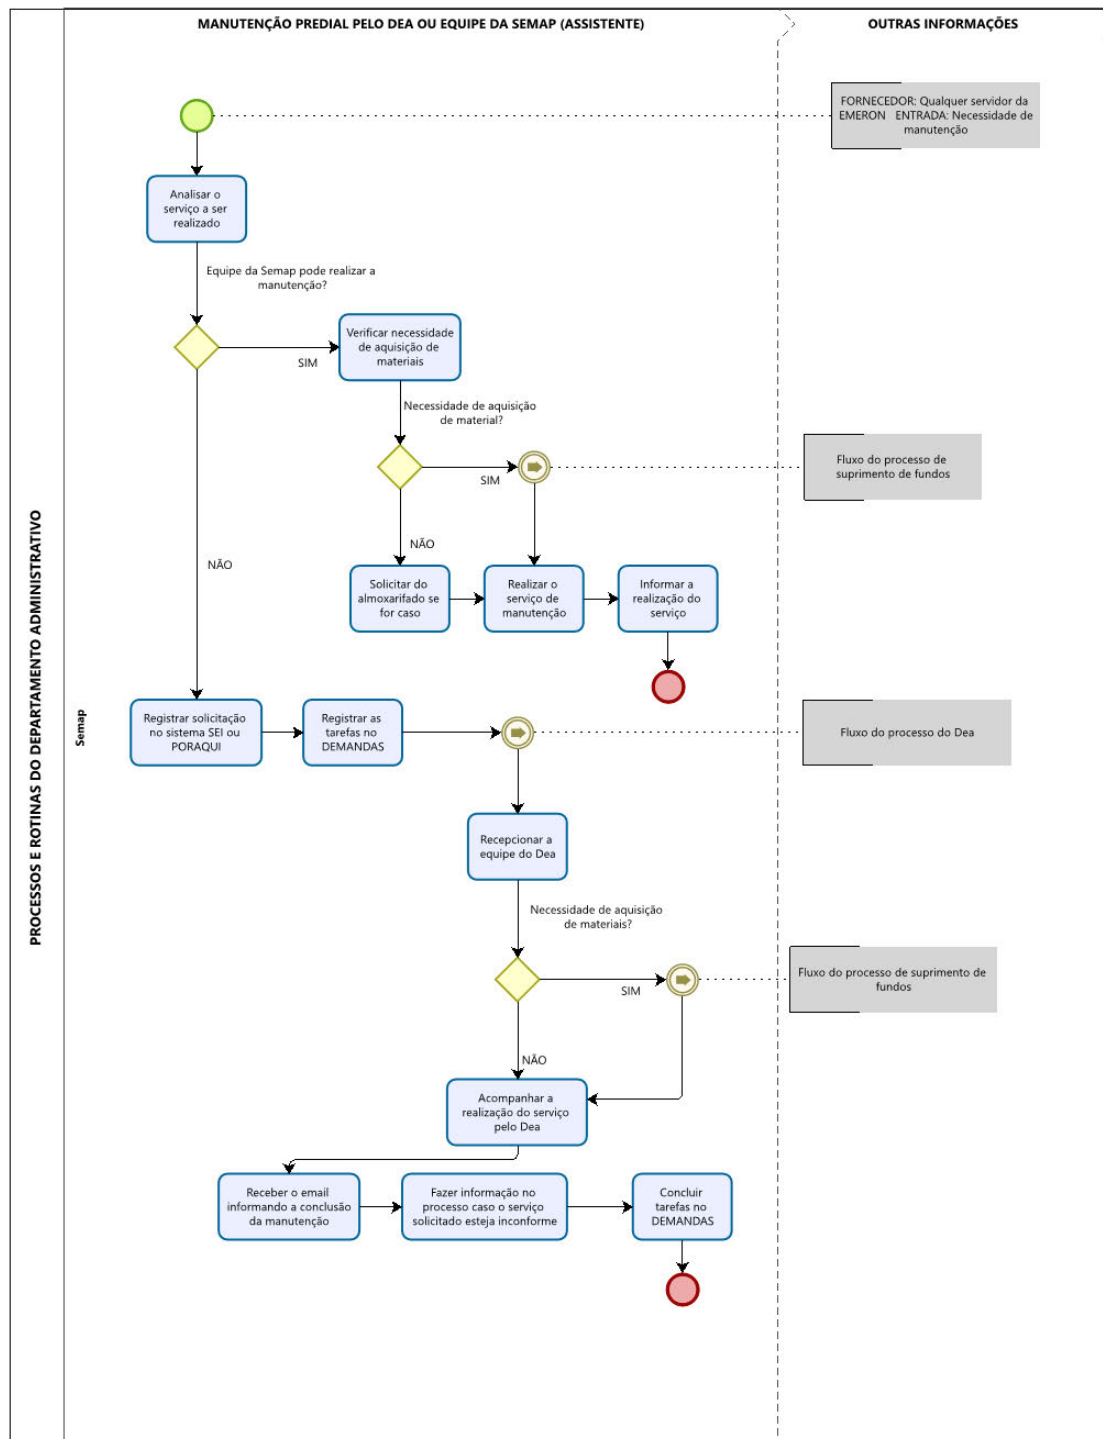 MANUTENÇÃO PREDIAL PELO DEA OU EQUIPE DA SEMAP (ASSISTENTE)
OUTRAS INFORMAÇÕES
PROCESSOS E ROTINAS DO DEPARTAMENTO ADMINISTRATIVO
Semap
FORNECEDOR: Qualquer servidor da
EMERON ENTRADA: Necessidade de
manutenção
Analisar o
serviço a ser
realizado
Equipe da Semap pode realizar a
manutenção?
SIM
Verificar necessidade
de aquisição de
materiais
Necessidade de aquisição
de material?
SIM
Fluxo do processo de
suprimento de fundos
NÃO
NÃO
Solicitar do
almoxarifado se
for caso
Realizar o
serviço de
manutenção
Informar a
realização do
serviço
Registrar solicitação
no sistema SEI ou
PORAQUI
Registrar as
tarefas no
DEMANDAS
Fluxo do processo do Dea
Recepcionar a
equipe do Dea
Necessidade de aquisição
de materiais?
SIM
Fluxo do processo de suprimento de
fundos
NÃO
Acompanhar a
realização do serviço
pelo Dea
Receber o email
informando a conclusão
da manutenção
Fazer informação no
processo caso o serviço
solicitado esteja inconforme
Concluir
tarefas no
DEMANDAS